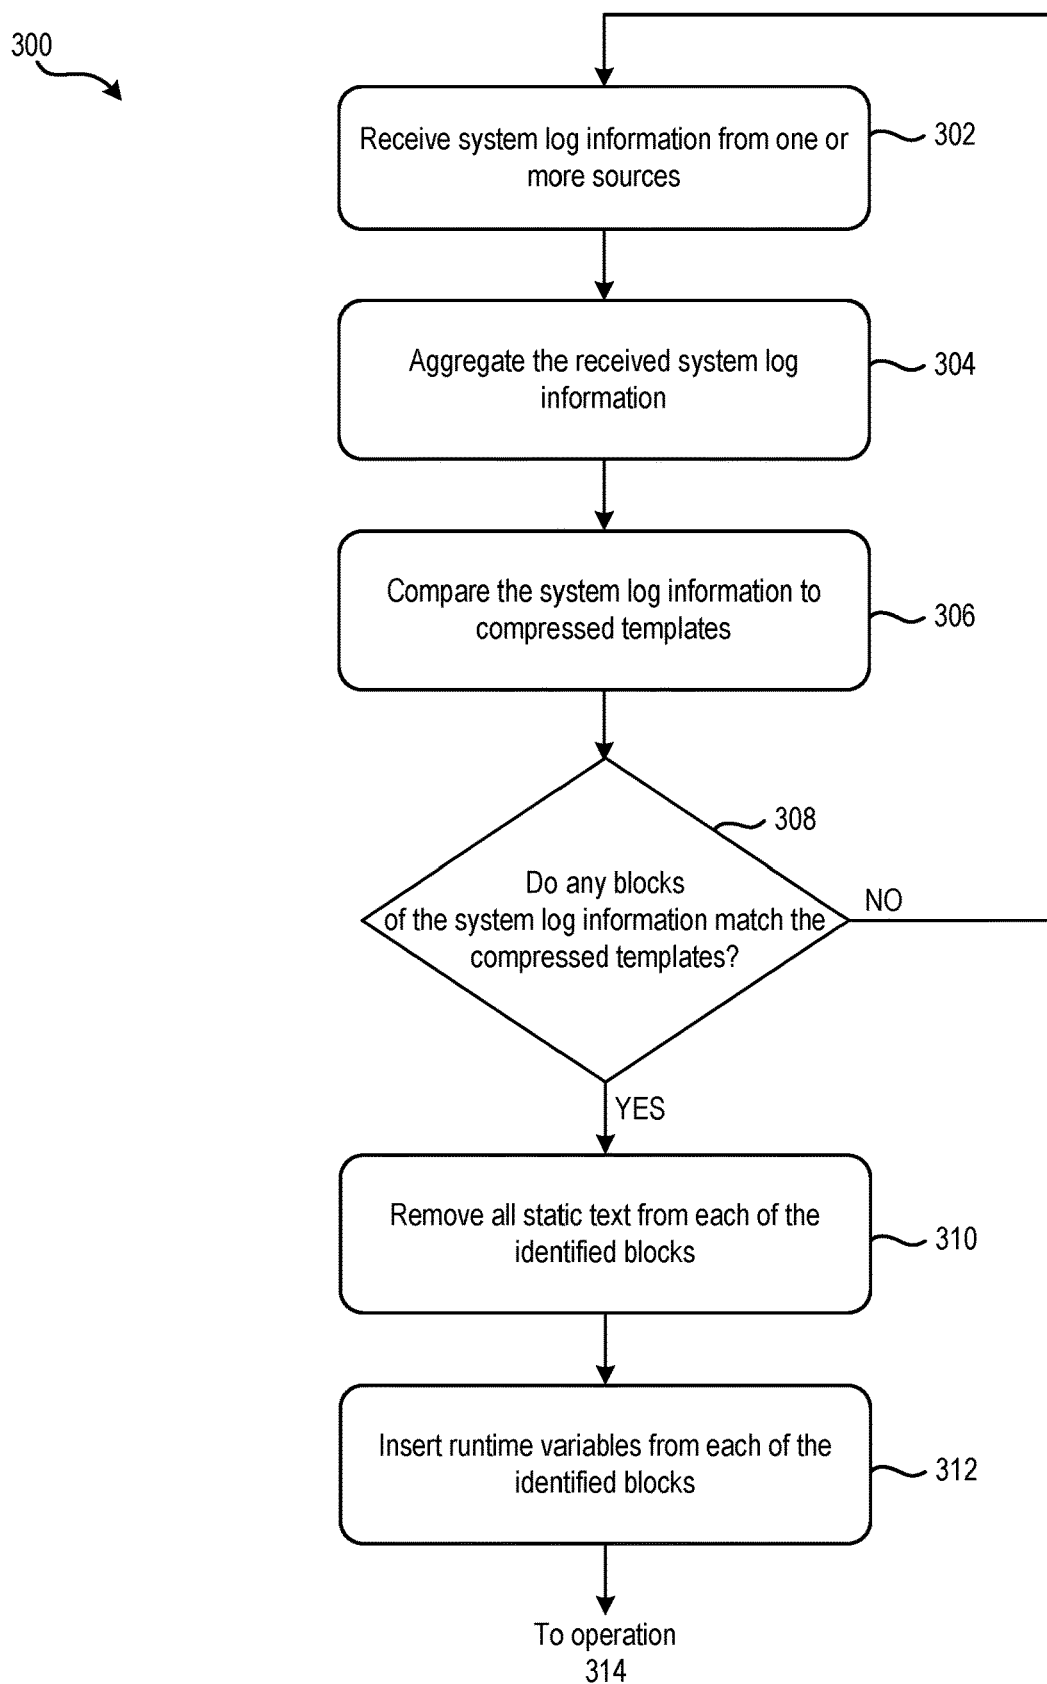 300
Receive system log information from one or
more sources
302
Aggregate the received system log
information
304
Compare the system log information to
compressed templates
306
308
Do any blocks
of the system log information match the
compressed templates?
NO
YES
Remove all static text from each of the
identified blocks
310
Insert runtime variables from each of the
identified blocks
312
To operation
314